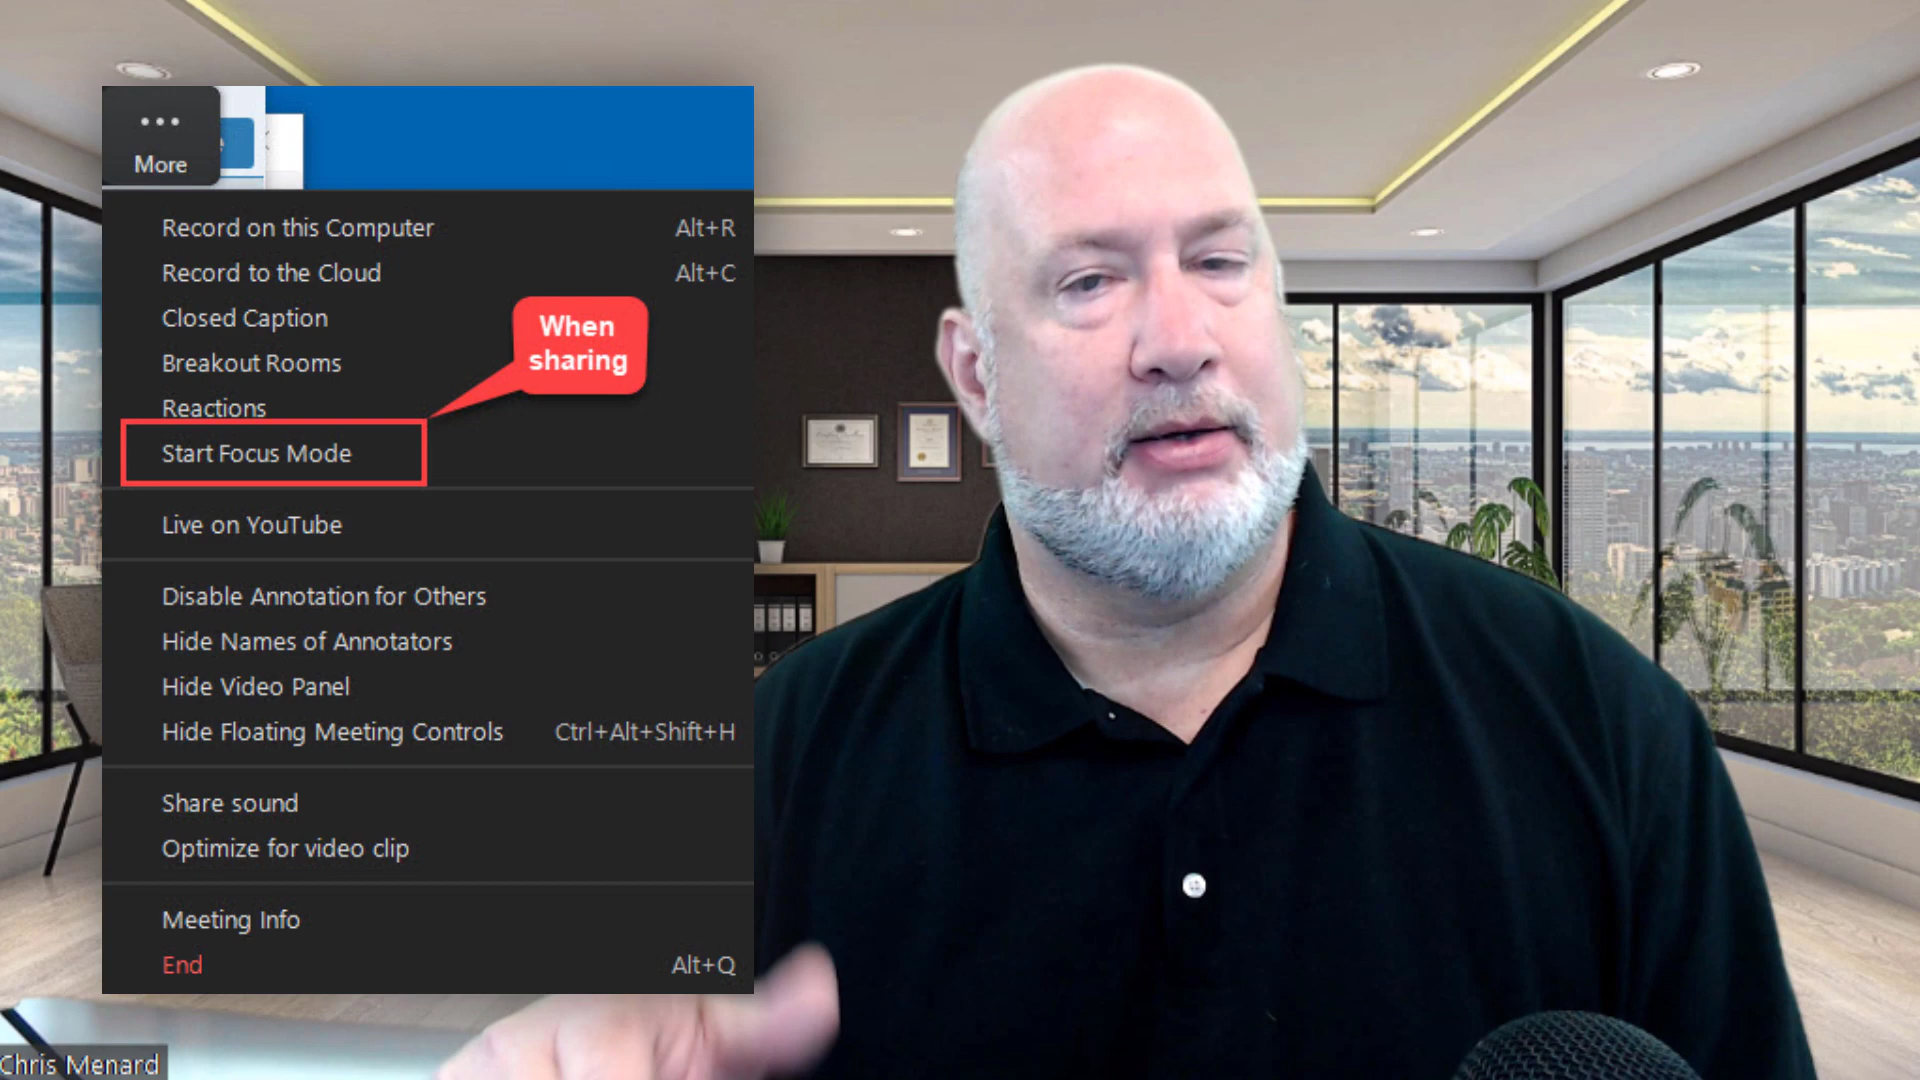 More
Record on this Computer Alt+R
Record to the Cloud Alt+C
Closed Caption
Breakout Rooms
Reactions
Start Focus Mode
When
sharing
Live on YouTube
Disable Annotation for Others
Hide Names of Annotators
Hide Video Panel
Hide Floating Meeting Controls Ctrl+Alt+Shift+H
Share sound
Optimize for video clip
Meeting Info
End Alt+Q
Chris Menard